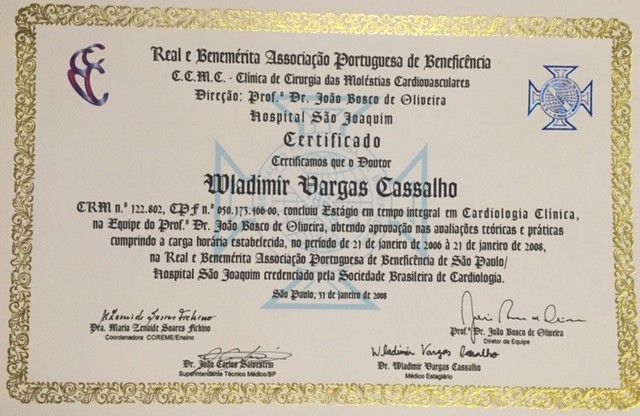 Real e Benemérita Associação Portuguesa de Beneficência
C.C.M.C. - Clínica de Cirurgia das Moléstias Cardiovasculares
Direção: Prof.º Dr. João Bosco de Oliveira
Hospital São Joaquim
Certificado
Certificamos que o Doutor
Wladimir Vargas Cassalho
CRM n.º 122.802, CPF n.º 050.173.466-00, concluiu Estágio em tempo integral em Cardiologia Clínica,
na Equipe do Prof.º Dr. João Bosco de Oliveira, obtendo aprovação nas avaliações teóricas e práticas
cumprindo a carga horária estabelecida, no período de 21 de janeiro de 2006 à 21 de janeiro de 2008,
na Real e Benemérita Associação Portuguesa de Beneficência de São Paulo/
Hospital São Joaquim credenciado pela Sociedade Brasileira de Cardiologia.
São Paulo, 31 de janeiro de 2008
Dra. Maria Zenaide Soares Fichino
Coordenadora COREME/Ensino
Prof.º Dr. João Bosco de Oliveira
Diretor da Equipe
Dr. João Carlos Salvestrin
Superintendente Técnico Médico/BP
Wladimir Vargas Cassalho
Dr. Wladimir Vargas Cassalho
Médico Estagiário